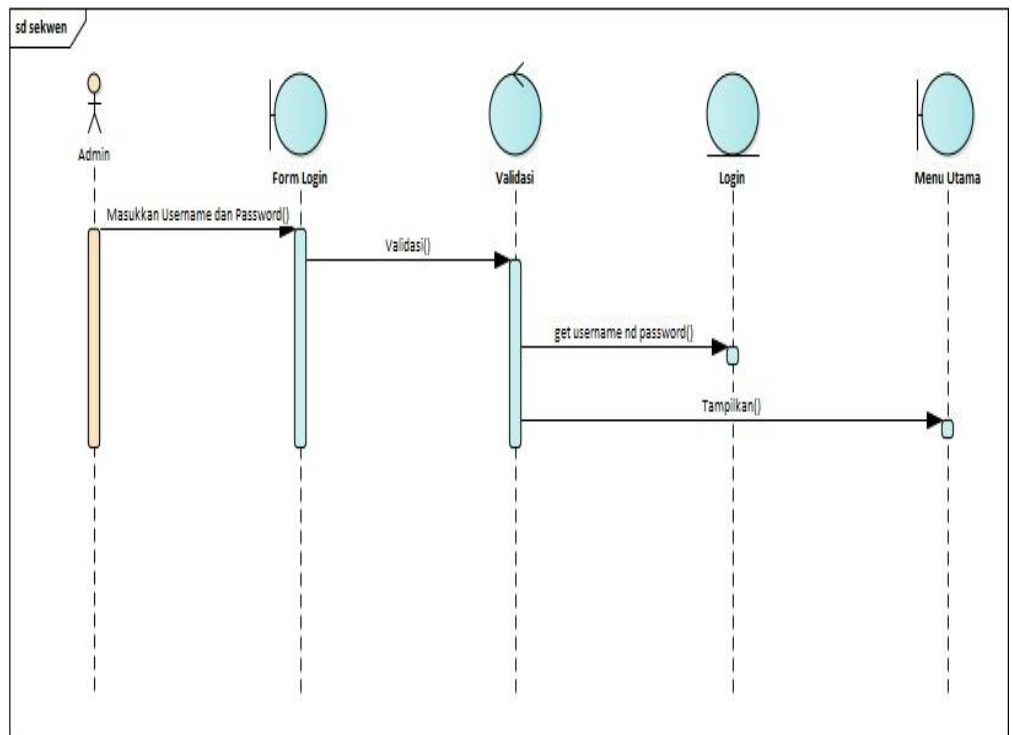 sd sekwen
Admin
Form Login
Validasi
Login
Menu Utama
Masukkan Username dan Password()
Validasi()
get username nd password()
Tampilkan()